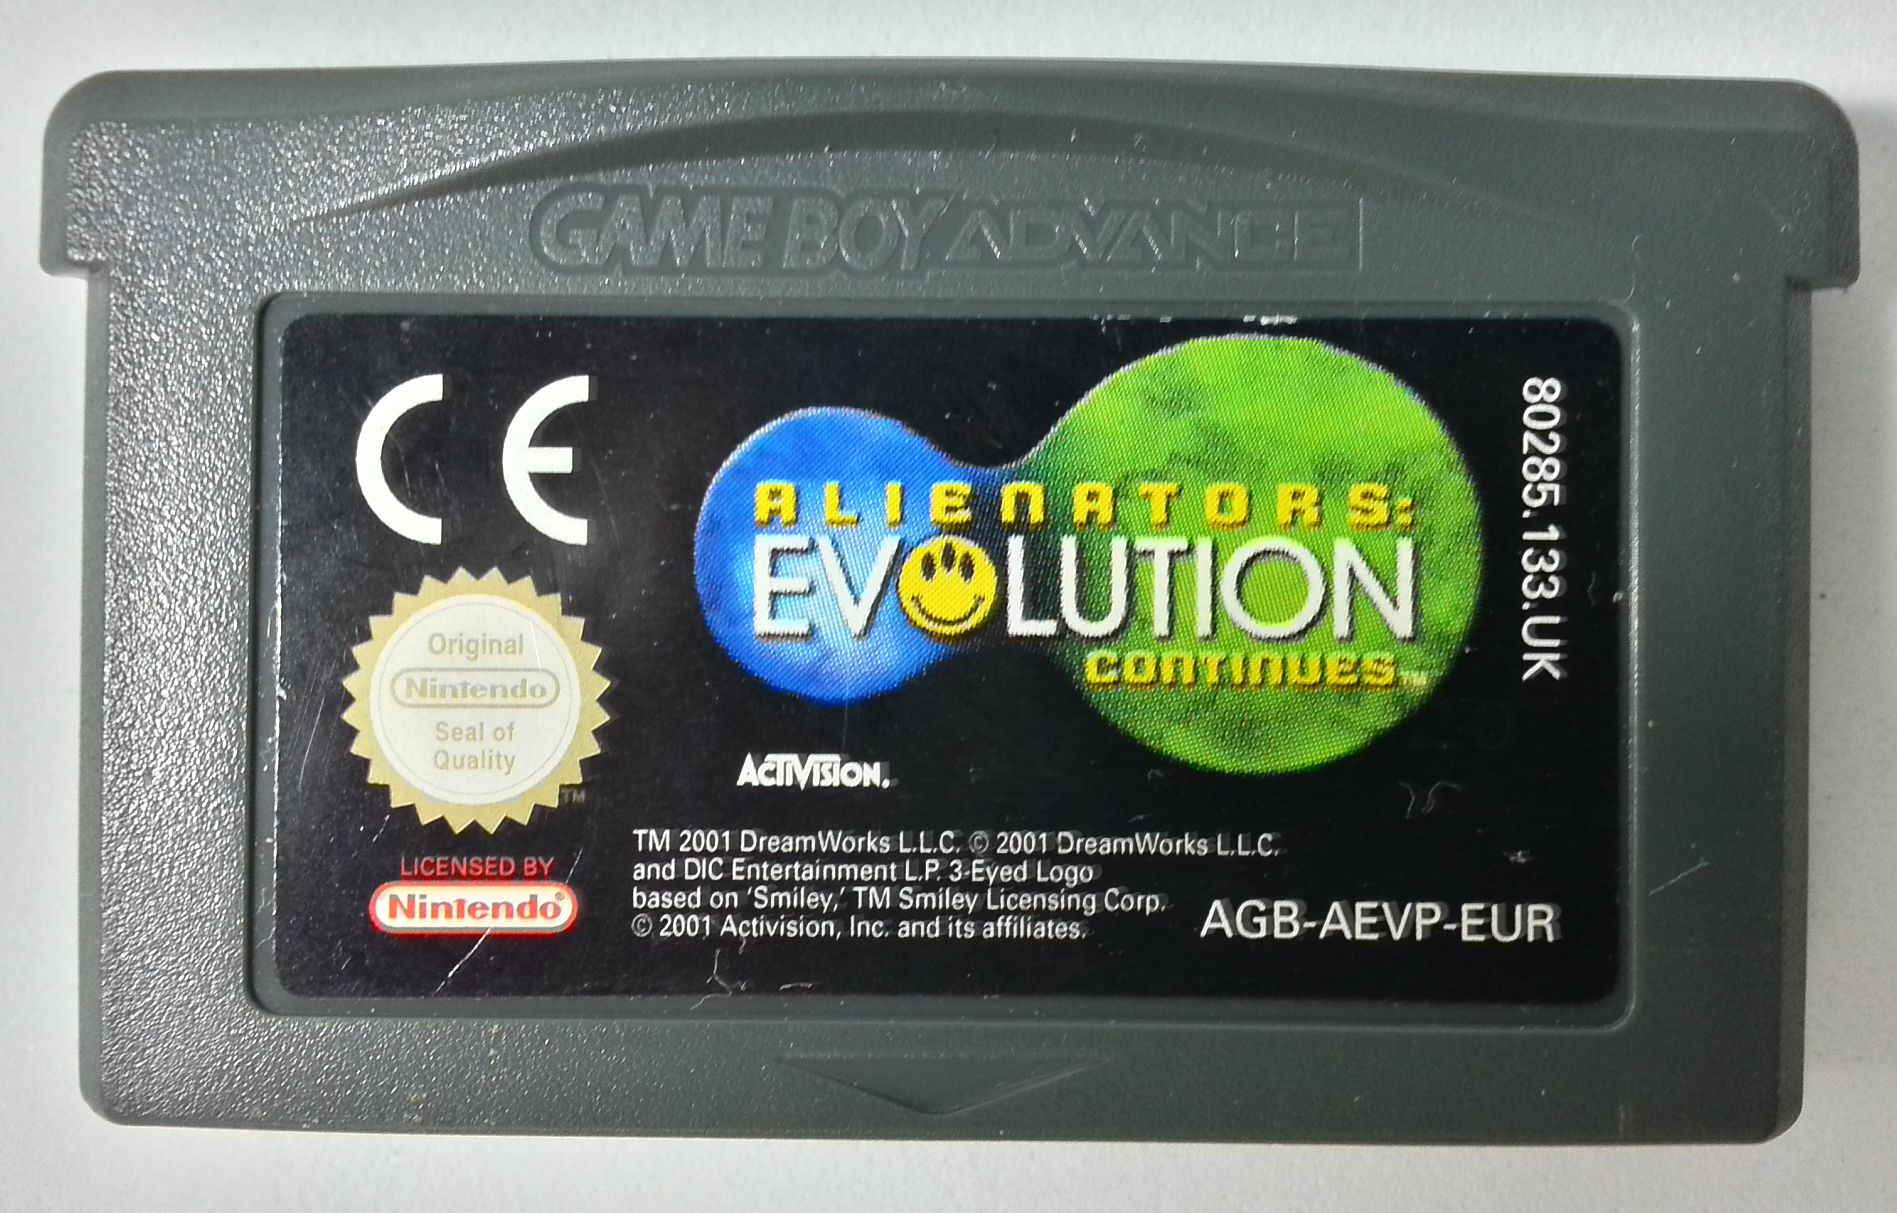 GAME BOY ADVANCE
CE
ALIENATORS:
EVOLUTION
CONTINUES™
80285.133.UK
Original
Nintendo
Seal of
Quality
TM
ACTIVISION.
LICENSED BY
Nintendo®
TM 2001 DreamWorks L.L.C. © 2001 DreamWorks L.L.C.
and DIC Entertainment L.P. 3-Eyed Logo
based on ‘Smiley,’ TM Smiley Licensing Corp.
© 2001 Activision, Inc. and its affiliates.
AGB-AEVP-EUR